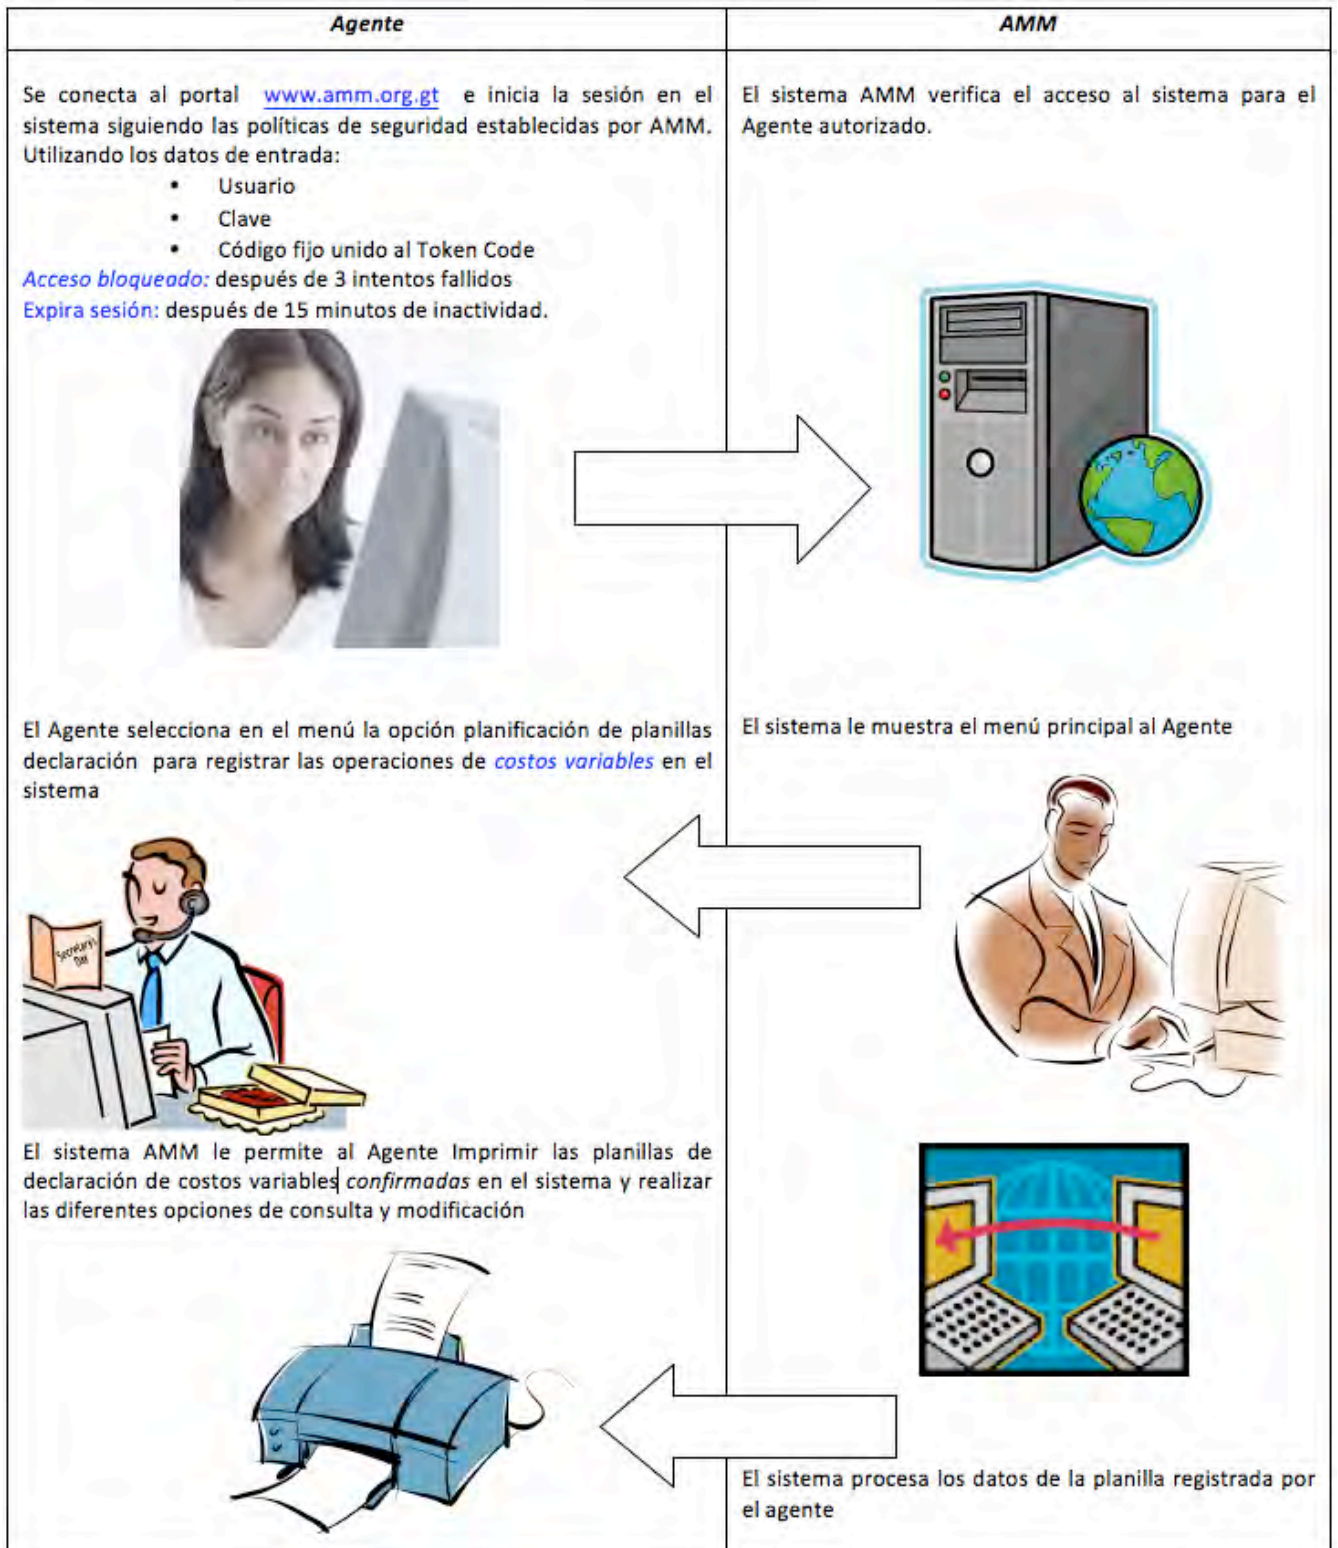 Agente
AMM
Se conecta al portal www.amm.org.gt e inicia la sesión en el
sistema siguiendo las políticas de seguridad establecidas por AMM.
Utilizando los datos de entrada:
• Usuario
• Clave
• Código fijo unido al Token Code
Acceso bloqueado: después de 3 intentos fallidos
Expira sesión: después de 15 minutos de inactividad.
El sistema AMM verifica el acceso al sistema para el
Agente autorizado.
El Agente selecciona en el menú la opción planificación de planillas
declaración para registrar las operaciones de costos variables en el
sistema
El sistema le muestra el menú principal al Agente
Secretary's
Day
El sistema AMM le permite al Agente Imprimir las planillas de
declaración de costos variables confirmadas en el sistema y realizar
las diferentes opciones de consulta y modificación
El sistema procesa los datos de la planilla registrada por
el agente